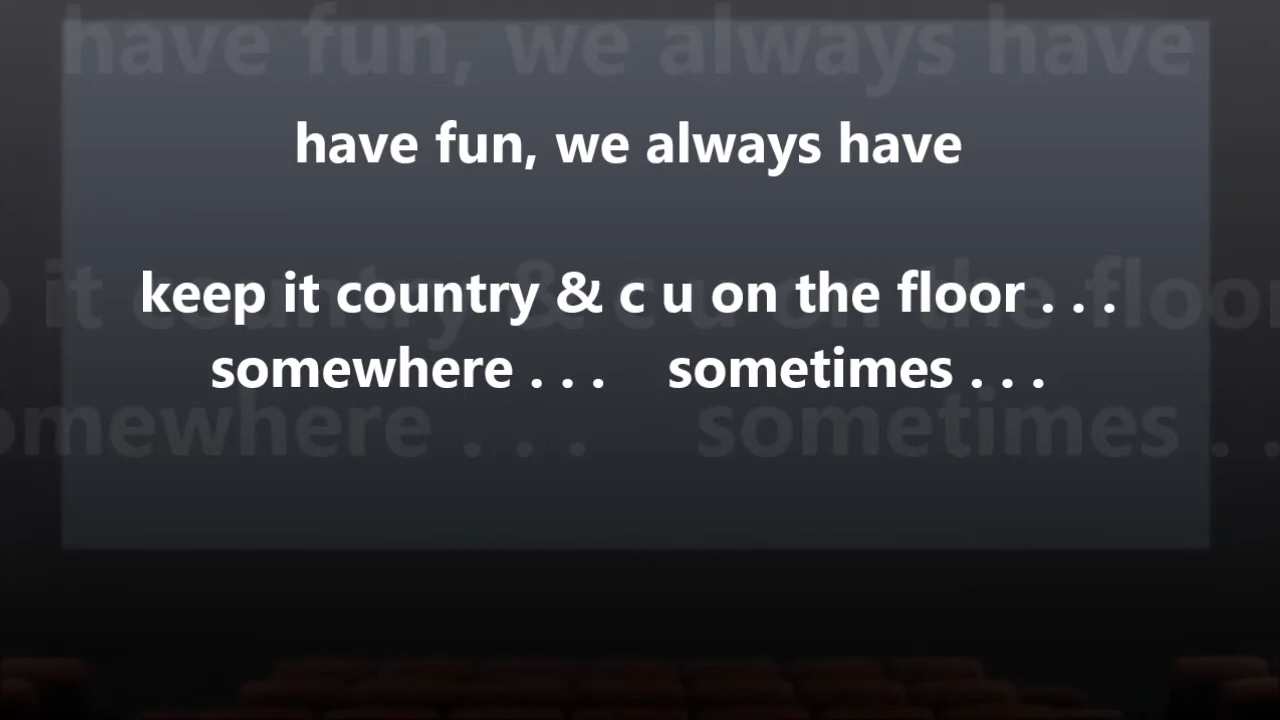 have fun, we always have
keep it country & c u on the floor . . .
somewhere . . . sometimes . . .